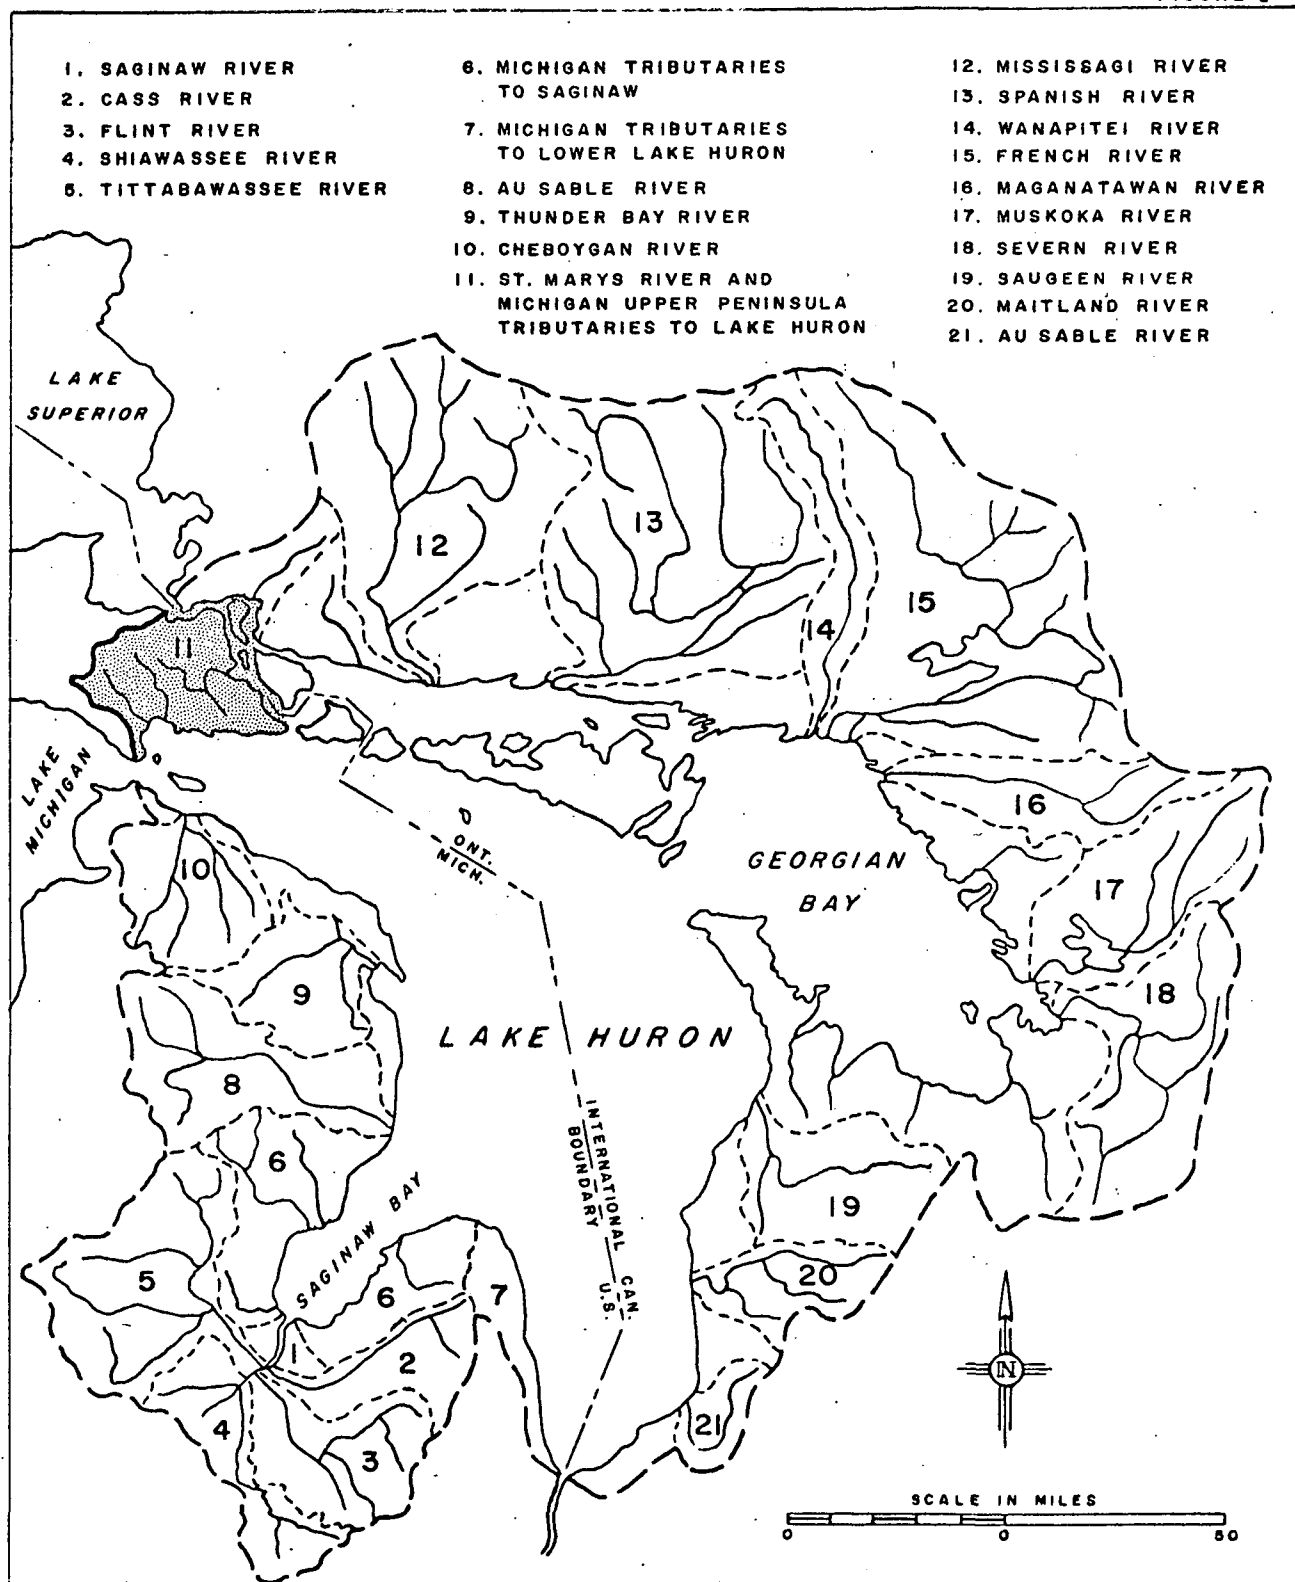 1. SAGINAW RIVER
2. CASS RIVER
3. FLINT RIVER
4. SHIAWASSEE RIVER
5. TITTABAWASSEE RIVER
6. MICHIGAN TRIBUTARIES
TO SAGINAW
7. MICHIGAN TRIBUTARIES
TO LOWER LAKE HURON
8. AU SABLE RIVER
9. THUNDER BAY RIVER
10. CHEBOYGAN RIVER
11. ST. MARYS RIVER AND
MICHIGAN UPPER PENINSULA
TRIBUTARIES TO LAKE HURON
12. MISSISSAGI RIVER
13. SPANISH RIVER
14. WANAPITEI RIVER
15. FRENCH RIVER
16. MAGANATAWAN RIVER
17. MUSKOKA RIVER
18. SEVERN RIVER
19. SAUGEEN RIVER
20. MAITLAND RIVER
21. AU SABLE RIVER
LAKE
SUPERIOR
12
13
14
15
11
LAKE
MICHIGAN
ONT.
MICH.
GEORGIAN
BAY
16
17
18
10
9
8
6
LAKE HURON
INTERNATIONAL
BOUNDARY
CAN.
U.S.
SAGINAW BAY
5
6
7
1
2
4
3
19
20
21
N
SCALE IN MILES
0
0
50